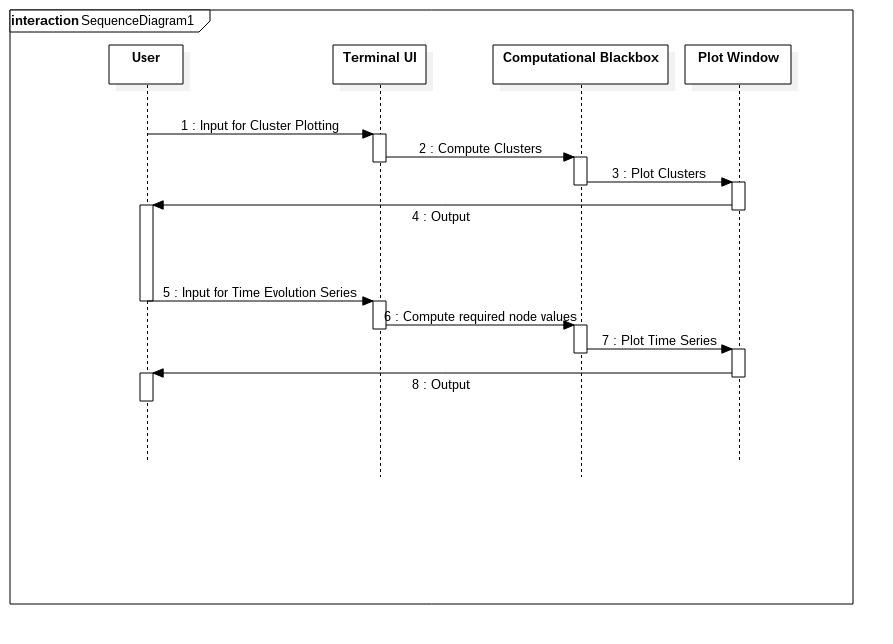 interaction SequenceDiagram1
User
Terminal UI
Computational Blackbox
Plot Window
1 : Input for Cluster Plotting
2 : Compute Clusters
3 : Plot Clusters
4 : Output
5 : Input for Time Evolution Series
6 : Compute required node values
7 : Plot Time Series
8 : Output